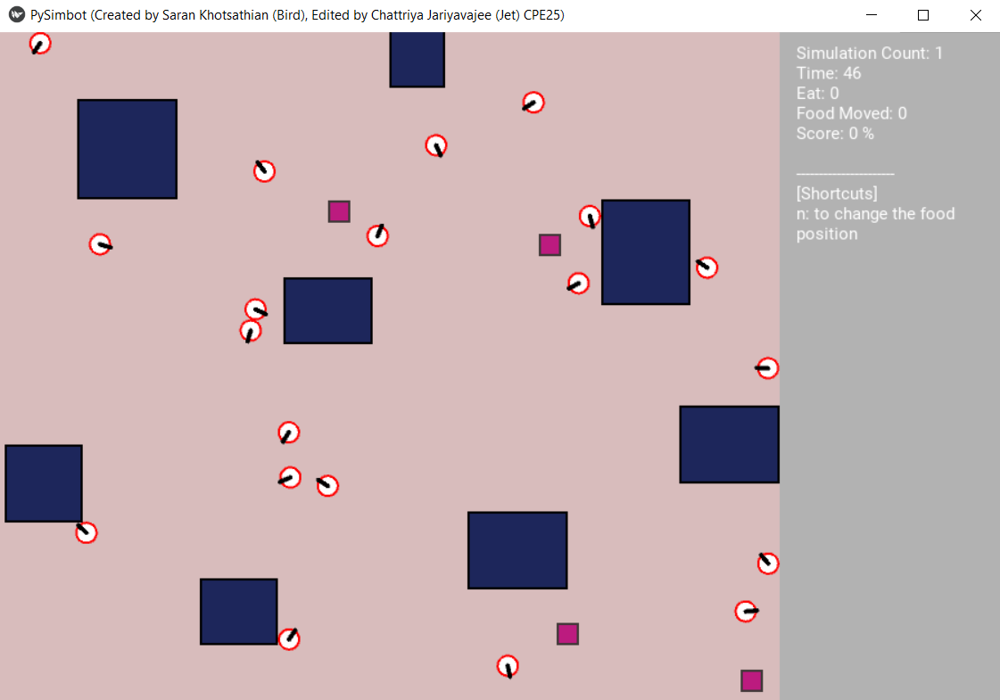 PySimbot (Created by Saran Khotsathian (Bird), Edited by Chattriya Jariyavajee (Jet) CPE25)
Simulation Count: 1
Time: 46
Eat: 0
Food Moved: 0
Score: 0 %
____________________
[Shortcuts]
n: to change the food
position